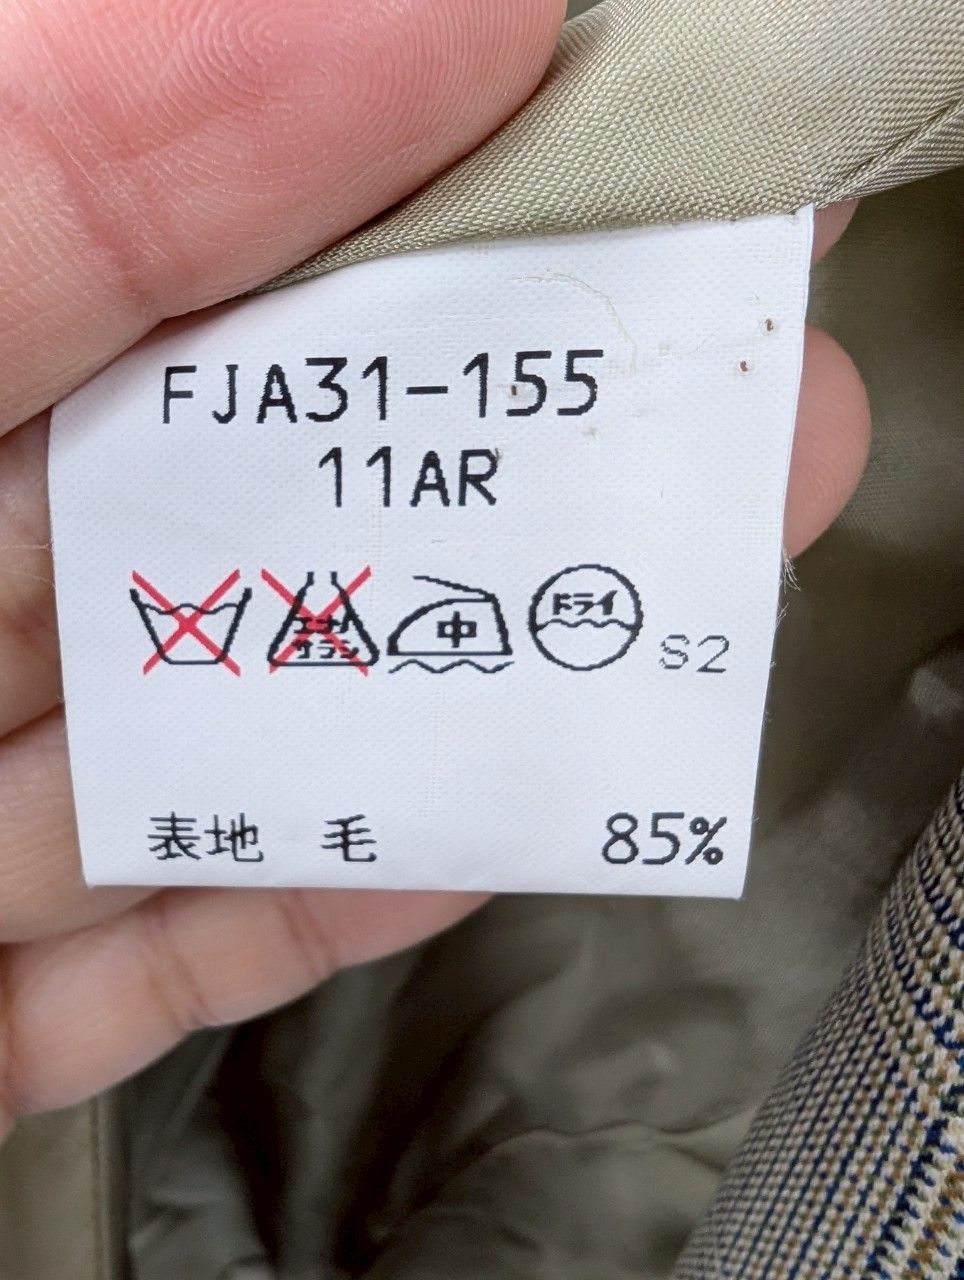 FJA31-155
11AR
エンソ
サラシ
中
ドライ
S2
表地 毛 85%